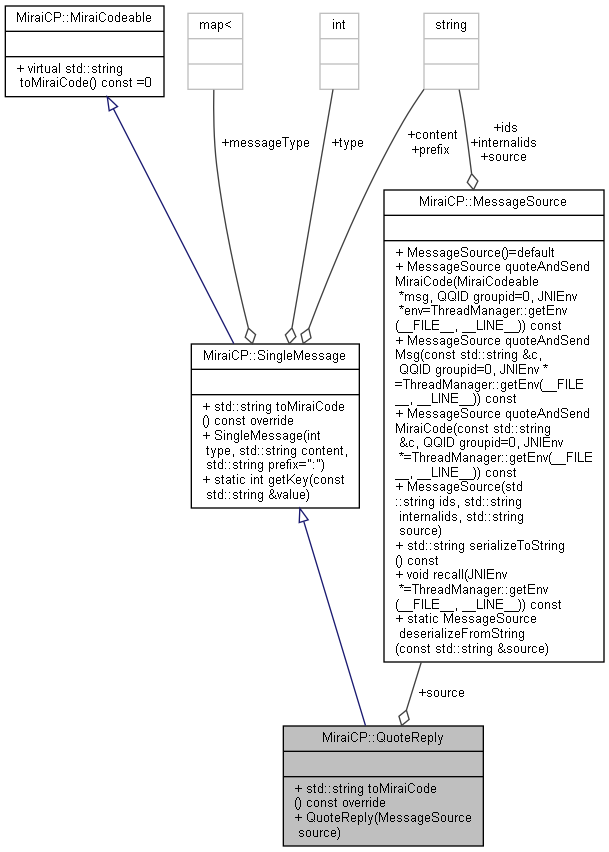 MiraiCP::MiraiCodeable
+ virtual std::string
toMiraiCode() const =0
map<
int
string
+messageType
+type
+content
+prefix
+ids
+internalids
+source
MiraiCP::MessageSource
+ MessageSource()=default
+ MessageSource quoteAndSend
MiraiCode(MiraiCodeable
*msg, QQID groupid=0, JNIEnv
*env=ThreadManager::getEnv
(__FILE__, __LINE__)) const
+ MessageSource quoteAndSend
Msg(const std::string &c,
QQID groupid=0, JNIEnv *
=ThreadManager::getEnv(__FILE
__, __LINE__)) const
+ MessageSource quoteAndSend
MiraiCode(const std::string
&c, QQID groupid=0, JNIEnv
*=ThreadManager::getEnv(__FILE
__, __LINE__)) const
+ MessageSource(std
::string ids, std::string
internalids, std::string
source)
+ std::string serializeToString
() const
+ void recall(JNIEnv
*=ThreadManager::getEnv
(__FILE__, __LINE__)) const
+ static MessageSource
deserializeFromString
(const std::string &source)
MiraiCP::SingleMessage
+ std::string toMiraiCode
() const override
+ SingleMessage(int
type, std::string content,
std::string prefix=":")
+ static int getKey(const
std::string &value)
+source
MiraiCP::QuoteReply
+ std::string toMiraiCode
() const override
+ QuoteReply(MessageSource
source)